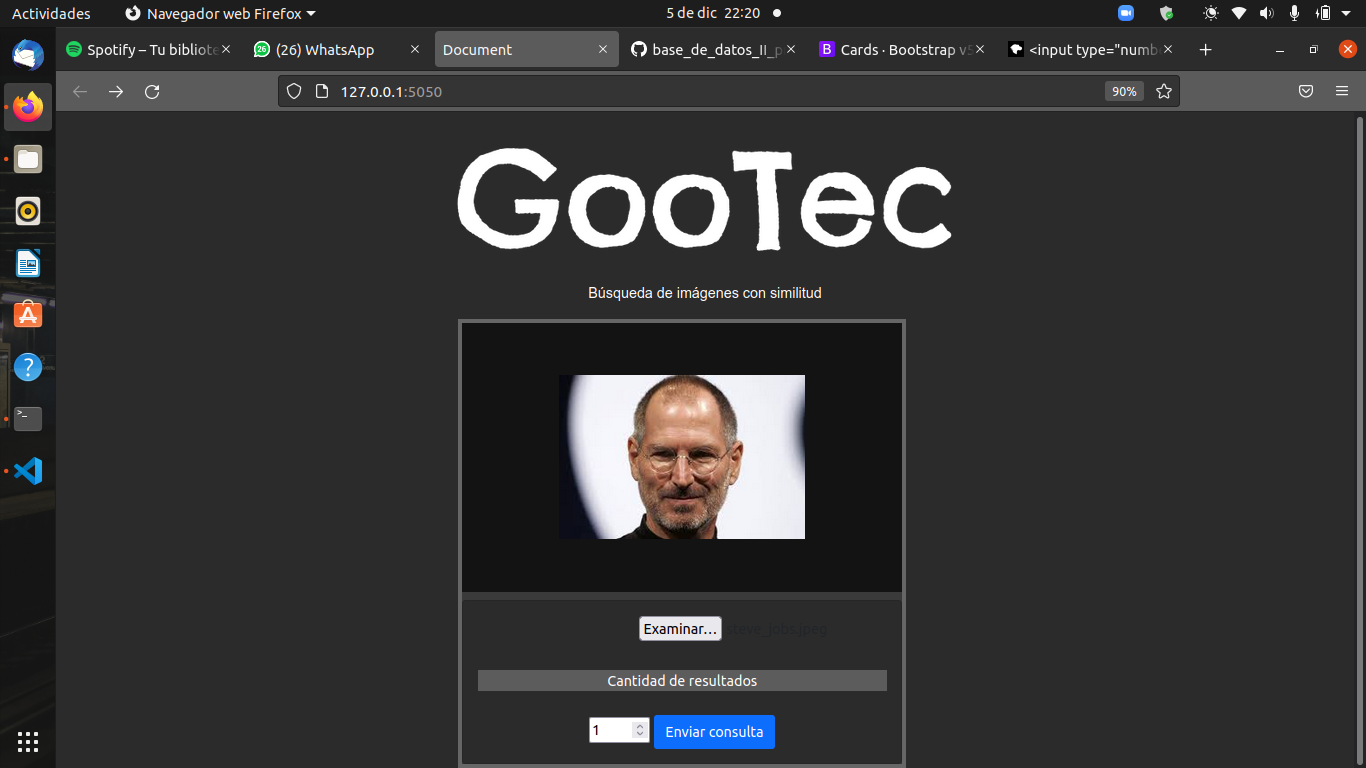 Actividades
Navegador web Firefox
5 de dic 22:20
Spotify – Tu bibliote
(26) WhatsApp
Document
base_de_datos_II_p
Cards · Bootstrap v5
<input type="numb
26
B
127.0.0.1:5050
90%
GooTec
Búsqueda de imágenes con similitud
Examinar... steve_jobs.jpeg
Cantidad de resultados
1
Enviar consulta